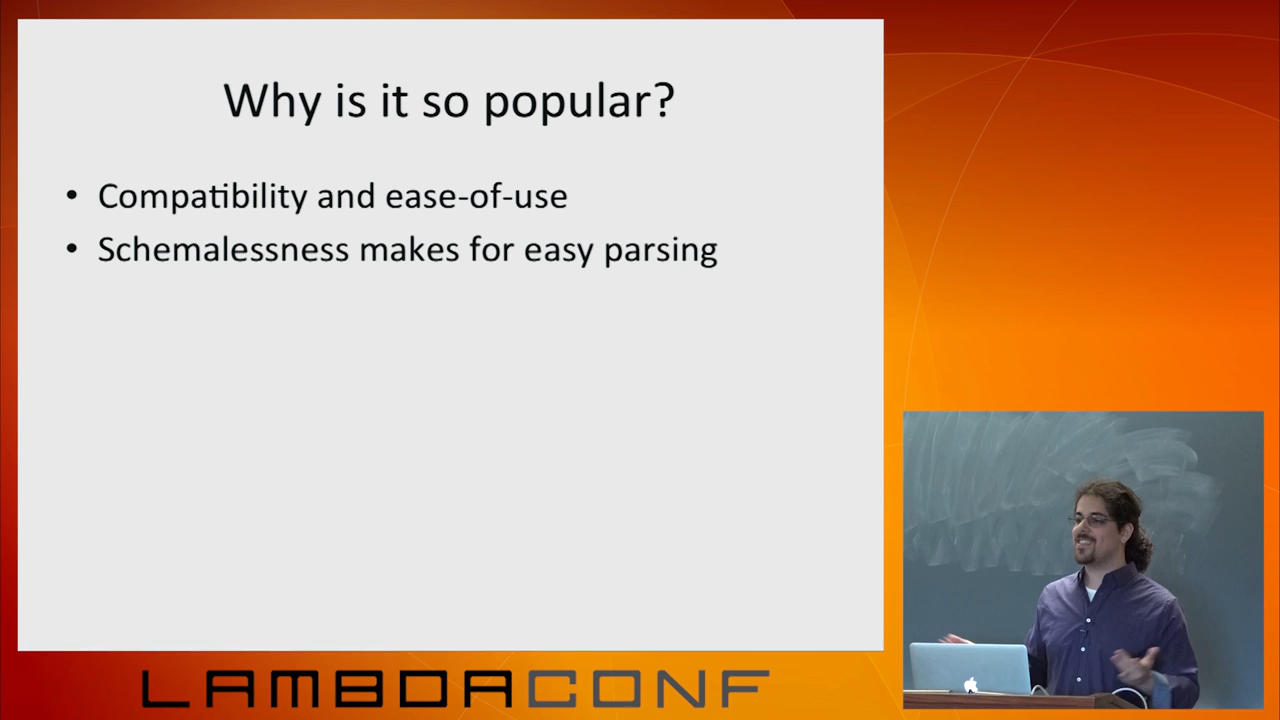 Why is it so popular?
• Compatibility and ease-of-use
• Schemalessness makes for easy parsing
LAMBDACONF